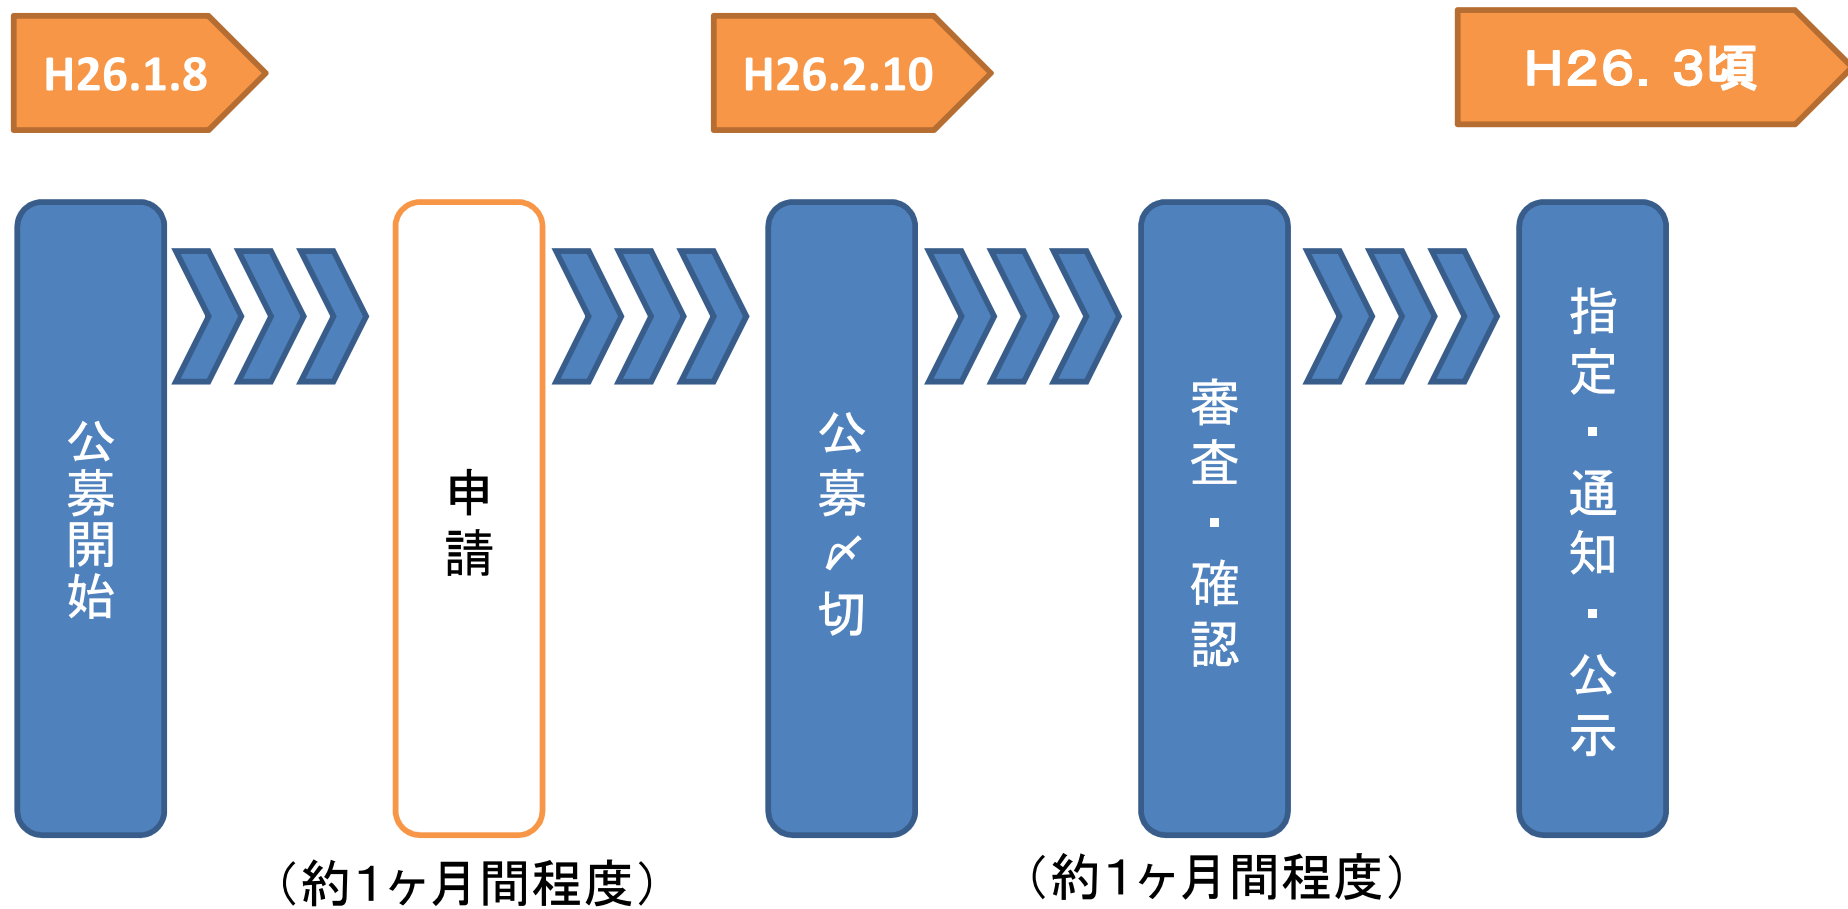 H26.1.8
H26.2.10
H26．3頃
公募開始
申請
公募〆切
審査・確認
指定・通知・公示
（約1ヶ月間程度）
（約1ヶ月間程度）